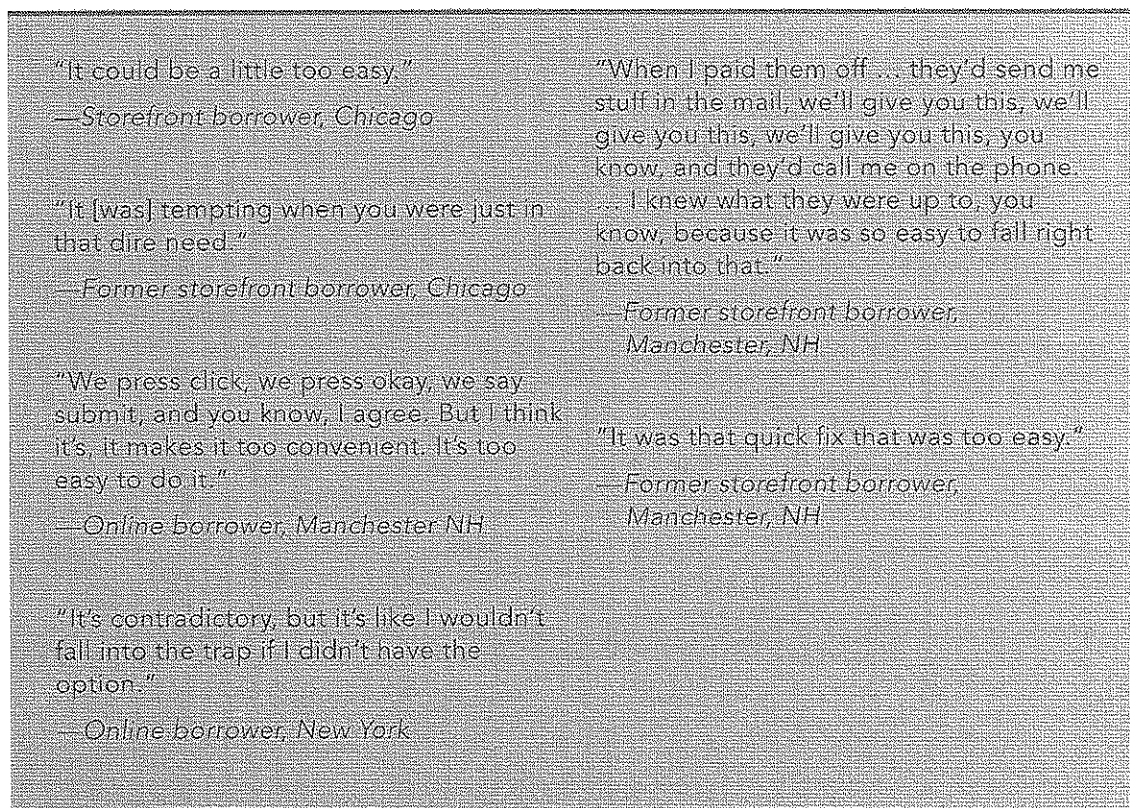 "It could be a little too easy."
—Storefront borrower, Chicago
"It [was] tempting when you were just in
that dire need."
—Former storefront borrower, Chicago
"We press click, we press okay, we say
submit, and you know, I agree. But I think
it's, it makes it too convenient. It's too
easy to do it."
—Online borrower, Manchester NH
"It's contradictory, but it's like I wouldn't
fall into the trap if I didn't have the
option."
—Online borrower, New York
"When I paid them off ... they'd send me
stuff in the mail, we'll give you this, we'll
give you this, we'll give you this, you
know, and they'd call me on the phone.
... I knew what they were up to, you
know, because it was so easy to fall right
back into that."
—Former storefront borrower,
Manchester, NH
"It was that quick fix that was too easy."
—Former storefront borrower,
Manchester, NH